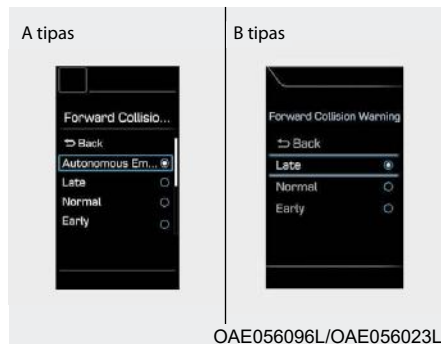 A tipas
Forward Collisio...
Back
Autonomous Em...
Late
Normal
Early
B tipas
Forward Collision Warning
Back
Late
Normal
Early
OAE056096L/OAE056023L